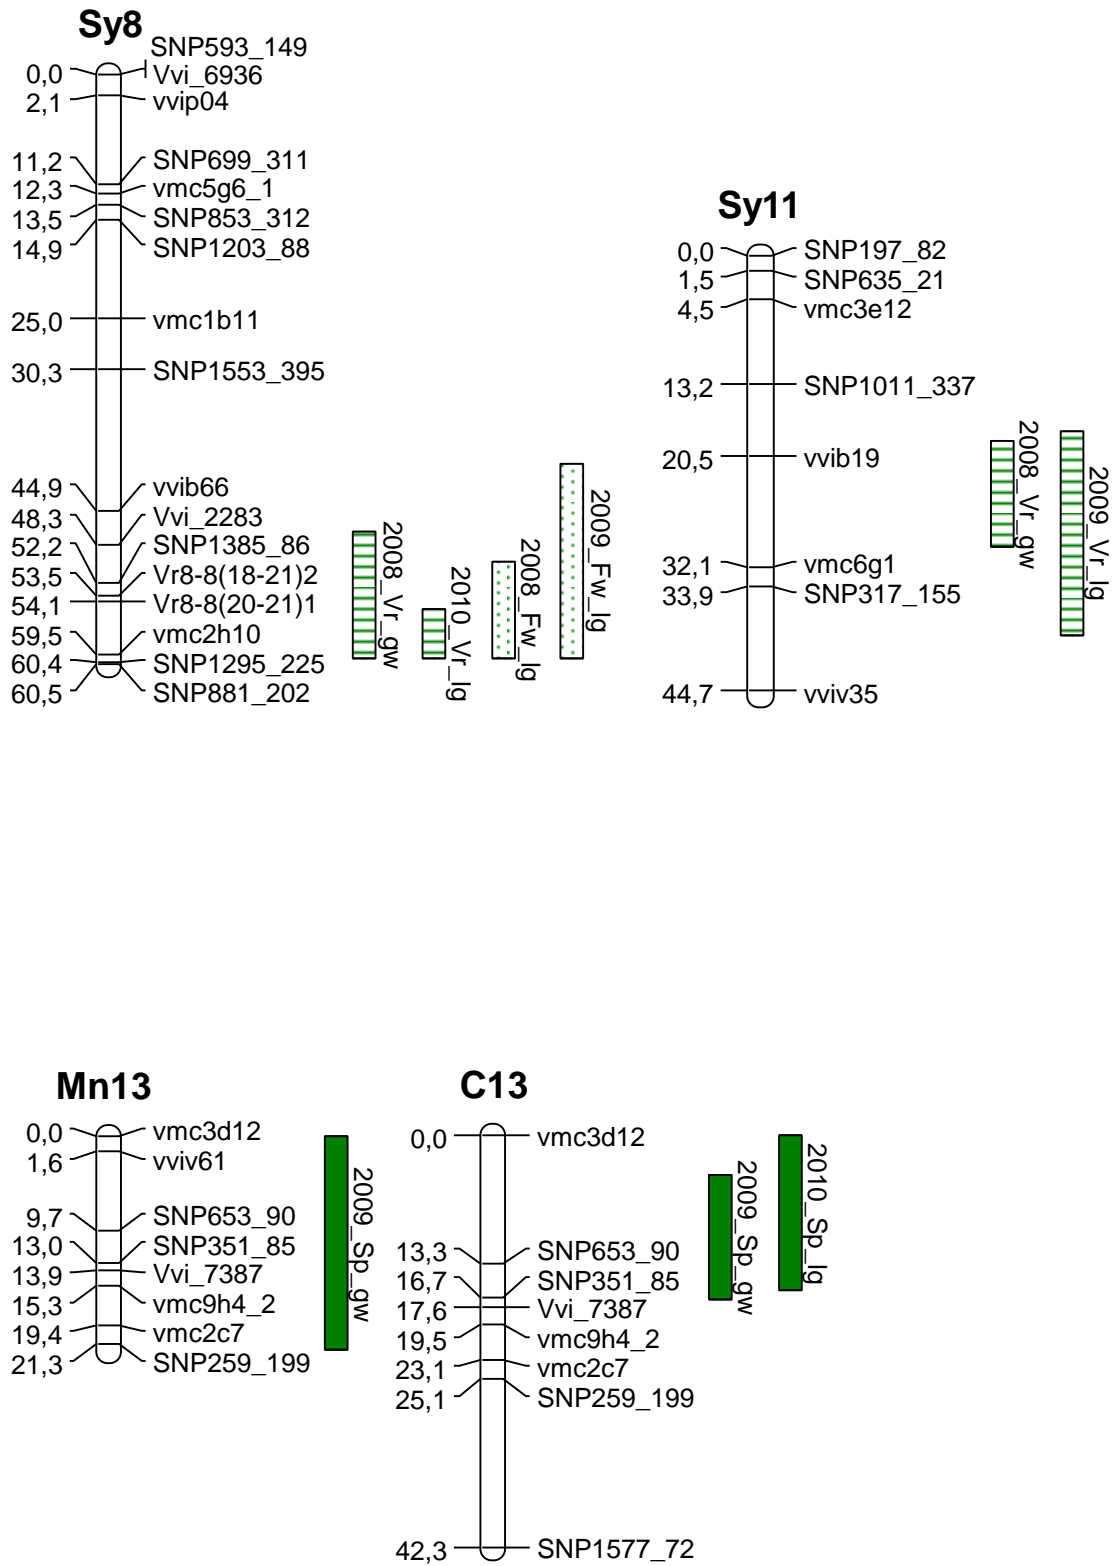 Sy8
SNP593_149
0,0 Vvi_6936
2,1 vvip04
11,2 SNP699_311
12,3 vmc5g6_1
13,5 SNP853_312
14,9 SNP1203_88
25,0 vmc1b11
30,3 SNP1553_395
44,9 vvib66
48,3 Vvi_2283
52,2 SNP1385_86
53,5 Vr8-8(18-21)2
54,1 Vr8-8(20-21)1
59,5 vmc2h10
60,4 SNP1295_225
60,5 SNP881_202
2008_Vr_gw
2010_Vr_lg
2008_Fw_lg
2009_Fw_lg
Sy11
0,0 SNP197_82
1,5 SNP635_21
4,5 vmc3e12
13,2 SNP1011_337
20,5 vvib19
32,1 vmc6g1
33,9 SNP317_155
44,7 vviv35
2008_Vr_gw
2009_Vr_lg
Mn13
0,0 vmc3d12
1,6 vviv61
9,7 SNP653_90
13,0 SNP351_85
13,9 Vvi_7387
15,3 vmc9h4_2
19,4 vmc2c7
21,3 SNP259_199
2009_Sp_gw
C13
0,0 vmc3d12
13,3 SNP653_90
16,7 SNP351_85
17,6 Vvi_7387
19,5 vmc9h4_2
23,1 vmc2c7
25,1 SNP259_199
42,3 SNP1577_72
2009_Sp_gw
2010_Sp_lg